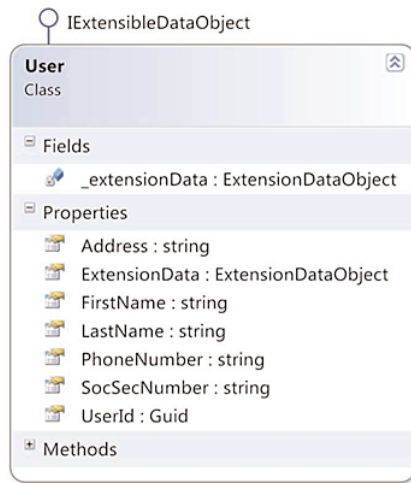 IExtensibleDataObject
User
Class
Fields
_extensionData : ExtensionDataObject
Properties
Address : string
ExtensionData : ExtensionDataObject
FirstName : string
LastName : string
PhoneNumber : string
SocSecNumber : string
UserId : Guid
Methods